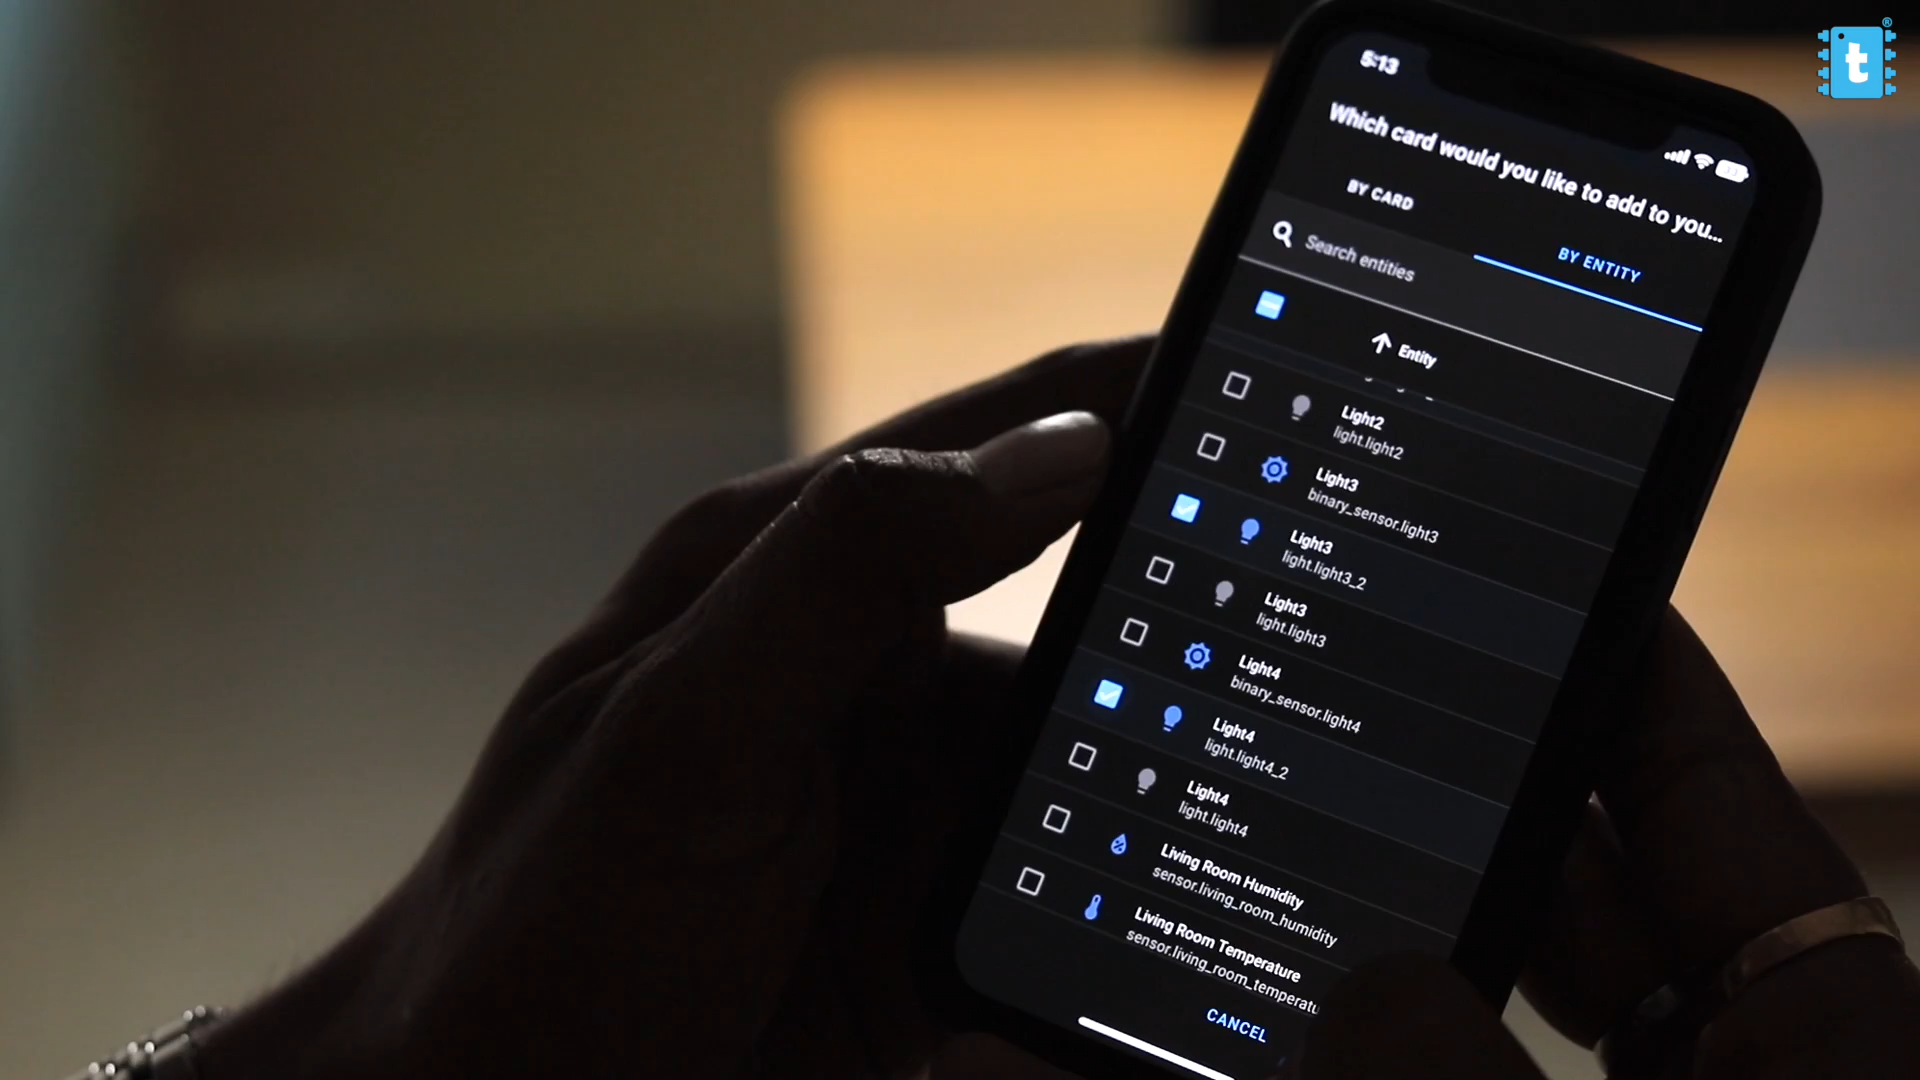 t
®
5:13
Which card would you like to add to you...
BY CARD
BY ENTITY
Search entities
Entity
Light2
light.light2
Light3
binary_sensor.light3
Light3
light.light3_2
Light3
light.light3
Light4
binary_sensor.light4
Light4
light.light4_2
Light4
light.light4
Living Room Humidity
sensor.living_room_humidity
Living Room Temperature
sensor.living_room_temperatu
CANCEL